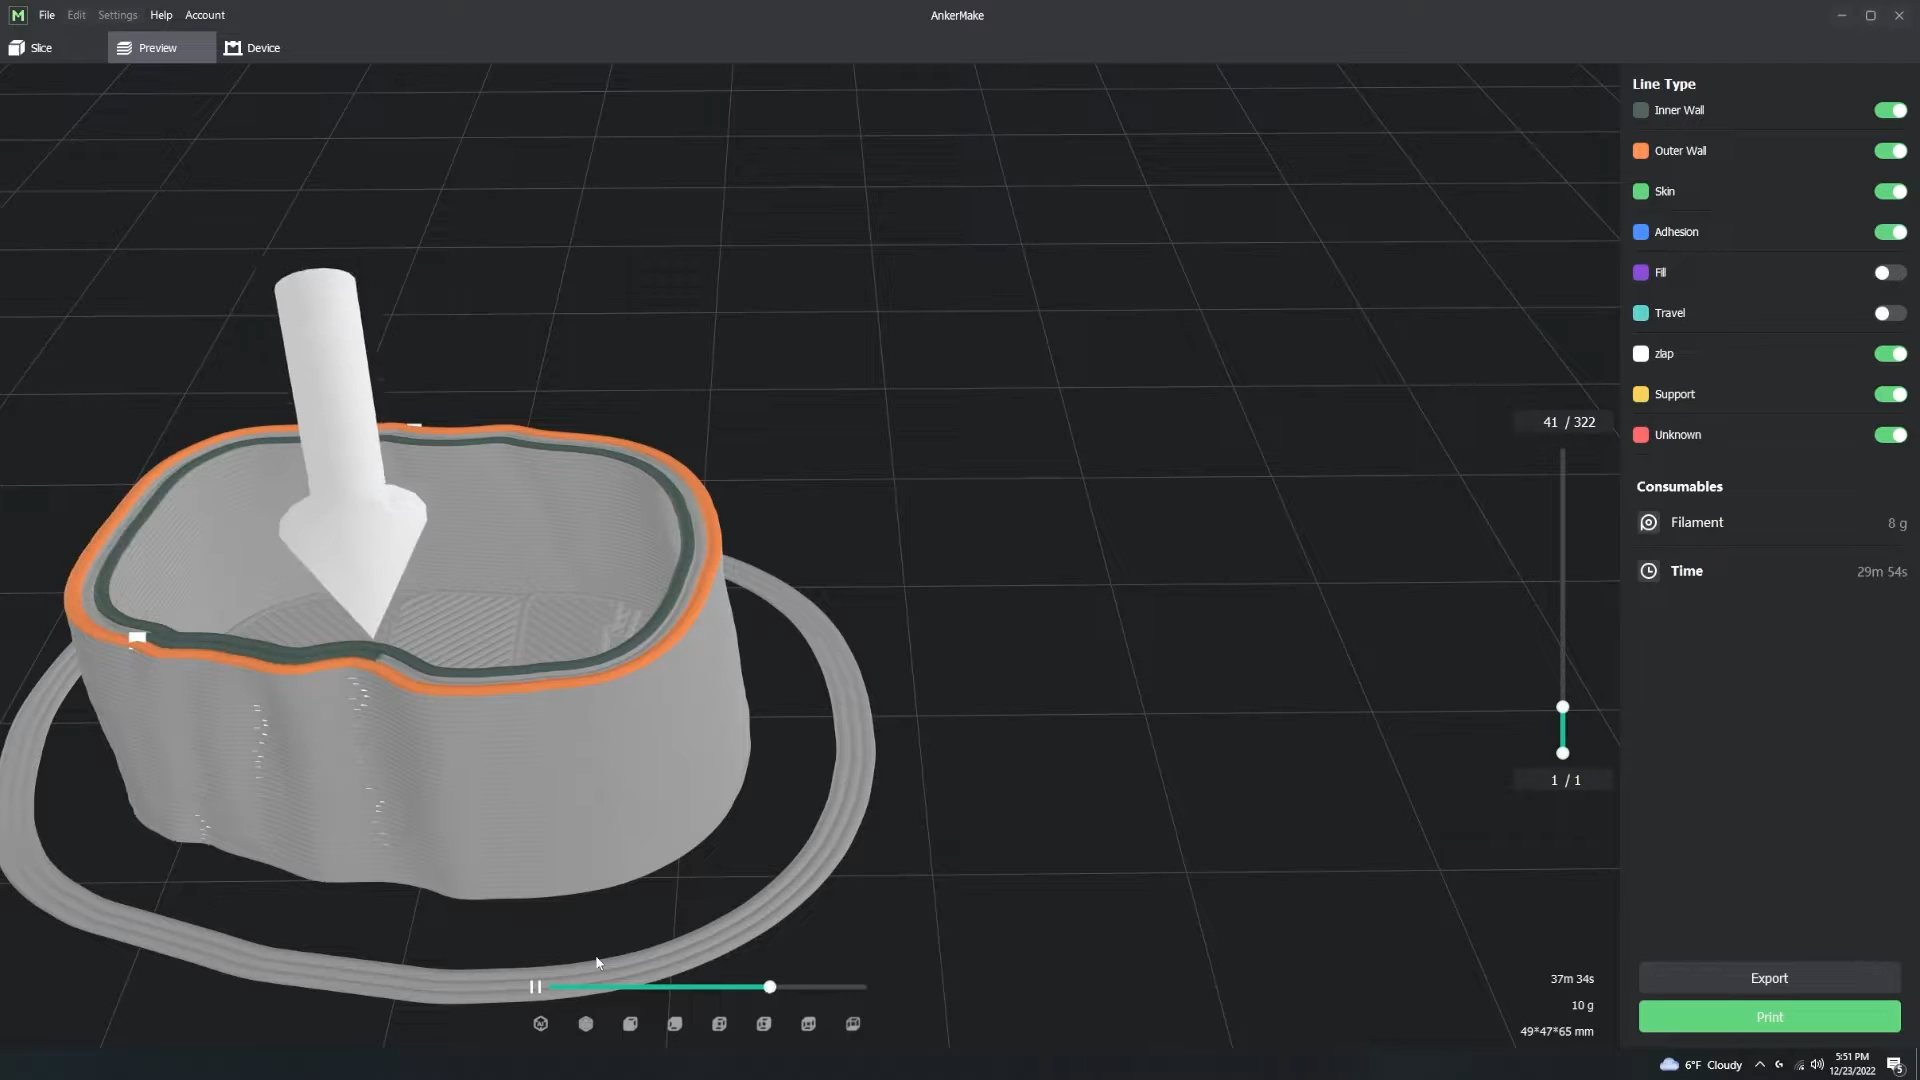 M File Edit Settings Help Account
AnkerMake
Slice
Preview
Device
Line Type
Inner Wall
Outer Wall
Skin
Adhesion
Fill
Travel
zlap
Support
Unknown
41 / 322
1 / 1
Consumables
Filament 8 g
Time 29m 54s
37m 34s
10 g
49*47*65 mm
Export
Print
6°F Cloudy
5:51 PM
12/23/2022
5